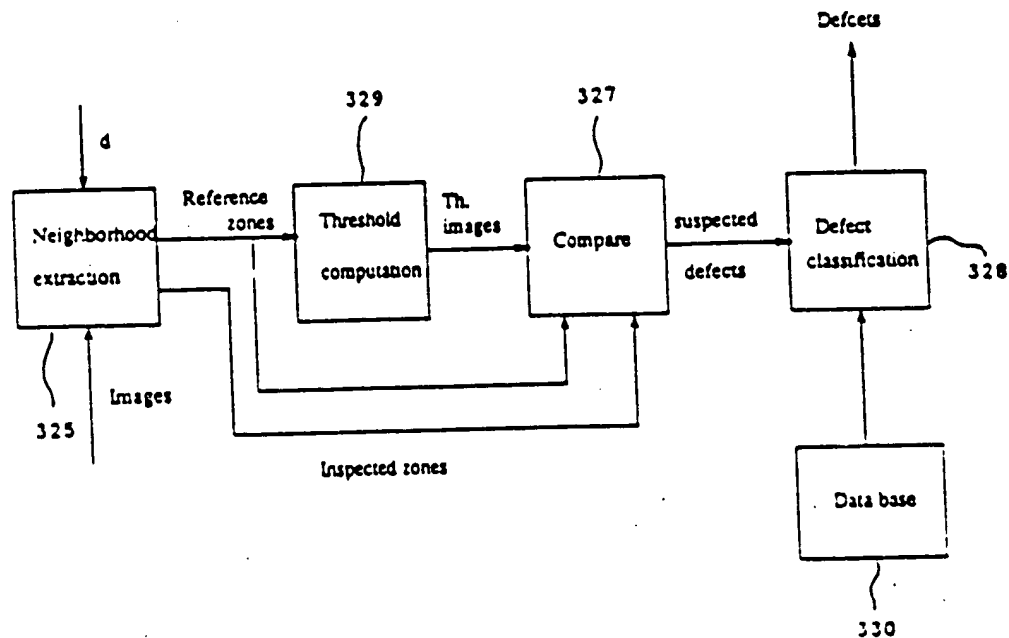 Defcets
329
327
d
Reference
zones
Th.
images
Neighborhood
extraction
Threshold
computation
Compare
suspected
defects
Defect
classification
328
325
Images
Inspected zones
Data base
330